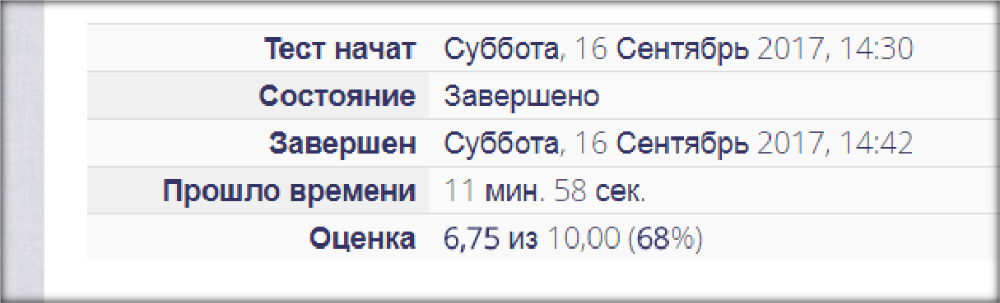 Тест начат Суббота, 16 Сентябрь 2017, 14:30
Состояние Завершено
Завершен Суббота, 16 Сентябрь 2017, 14:42
Прошло времени 11 мин. 58 сек.
Оценка 6,75 из 10,00 (68%)